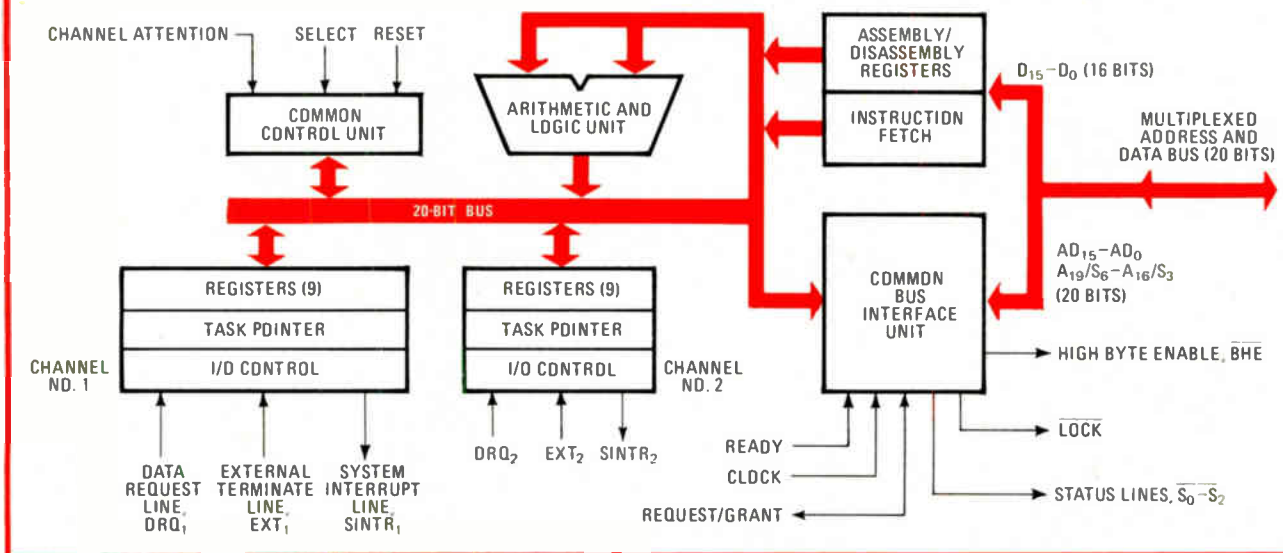 CHANNEL ATTENTION
SELECT
RESET
COMMON
CONTROL UNIT
ARITHMETIC AND
LOGIC UNIT
ASSEMBLY/
DISASSEMBLY
REGISTERS
INSTRUCTION
FETCH
D₁₅–D₀ (16 BITS)
MULTIPLEXED
ADDRESS AND
DATA BUS (20 BITS)
20-BIT BUS
REGISTERS (9)
TASK POINTER
I/O CONTROL
CHANNEL
NO. 1
REGISTERS (9)
TASK POINTER
I/O CONTROL
CHANNEL
NO. 2
COMMON
BUS
INTERFACE
UNIT
AD₁₅–AD₀
A₁₉/S₆–A₁₆/S₃
(20 BITS)
HIGH BYTE ENABLE, B̅H̅E̅
L̅O̅C̅K̅
STATUS LINES, S̅₀–S̅₂
DATA
REQUEST
LINE,
DRQ₁
EXTERNAL
TERMINATE
LINE,
EXT₁
SYSTEM
INTERRUPT
LINE,
SINTR₁
DRQ₂
EXT₂
SINTR₂
READY
CLOCK
REQUEST/GRANT